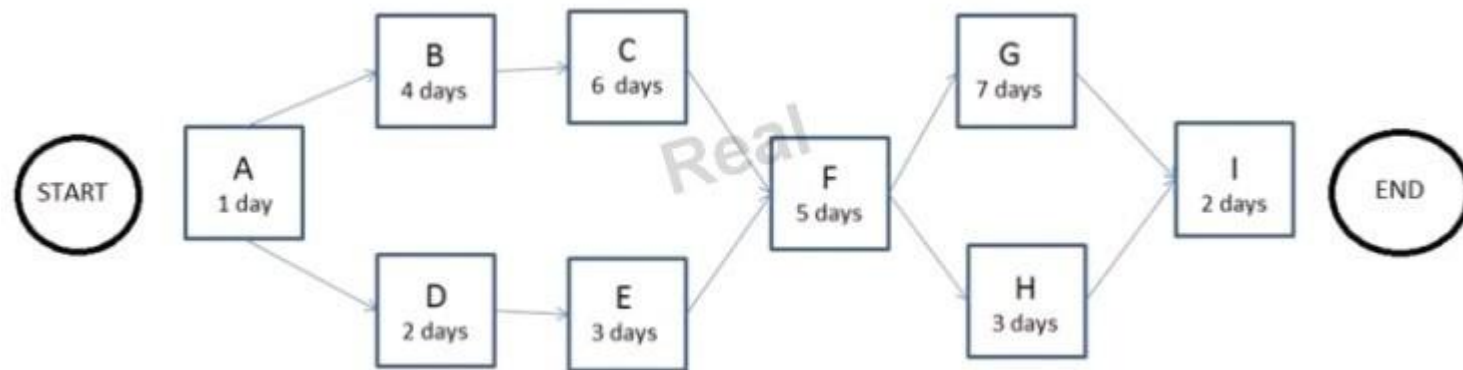 START
A
1 day
B
4 days
C
6 days
D
2 days
E
3 days
Real
F
5 days
G
7 days
H
3 days
I
2 days
END